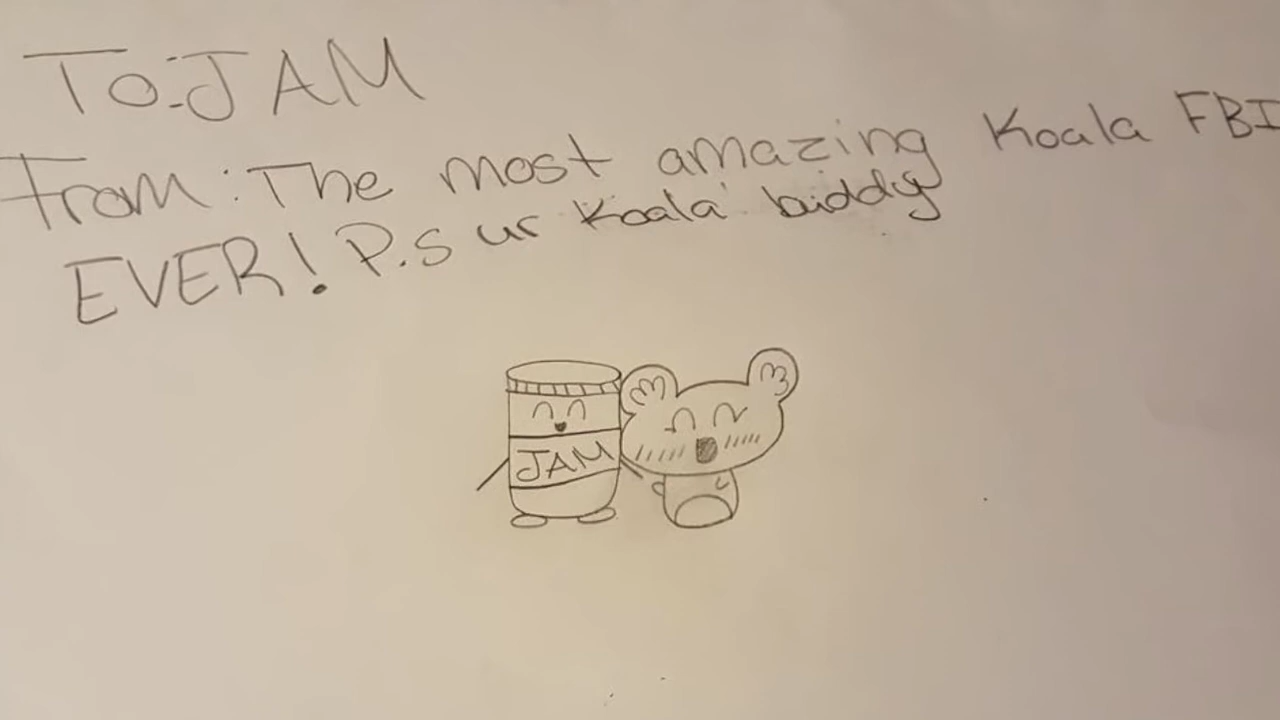 To: JAM
From: The most amazing Koala FBI
EVER! P.S ur Koala biddy
JAM